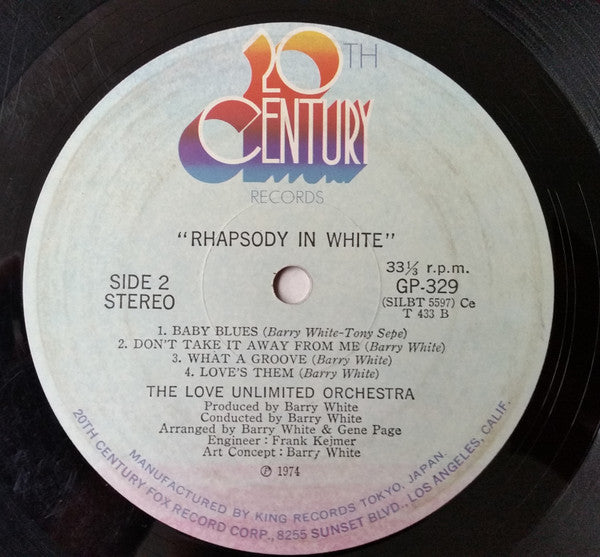 20TH
CENTURY
RECORDS
"RHAPSODY IN WHITE"
SIDE 2
STEREO
33⅓ r.p.m.
GP-329
(SILBT 5597) Ce
T 433 B
1. BABY BLUES (Barry White-Tony Sepe)
2. DON'T TAKE IT AWAY FROM ME (Barry White)
3. WHAT A GROOVE (Barry White)
4. LOVE'S THEM (Barry White)
THE LOVE UNLIMITED ORCHESTRA
Produced by Barry White
Conducted by Barry White
Arranged by Barry White & Gene Page
Engineer : Frank Kejmer
Art Concept : Barry White
℗ 1974
MANUFACTURED BY KING RECORDS TOKYO, JAPAN.
20TH CENTURY FOX RECORD CORP., 8255 SUNSET BLVD., LOS ANGELES, CALIF.